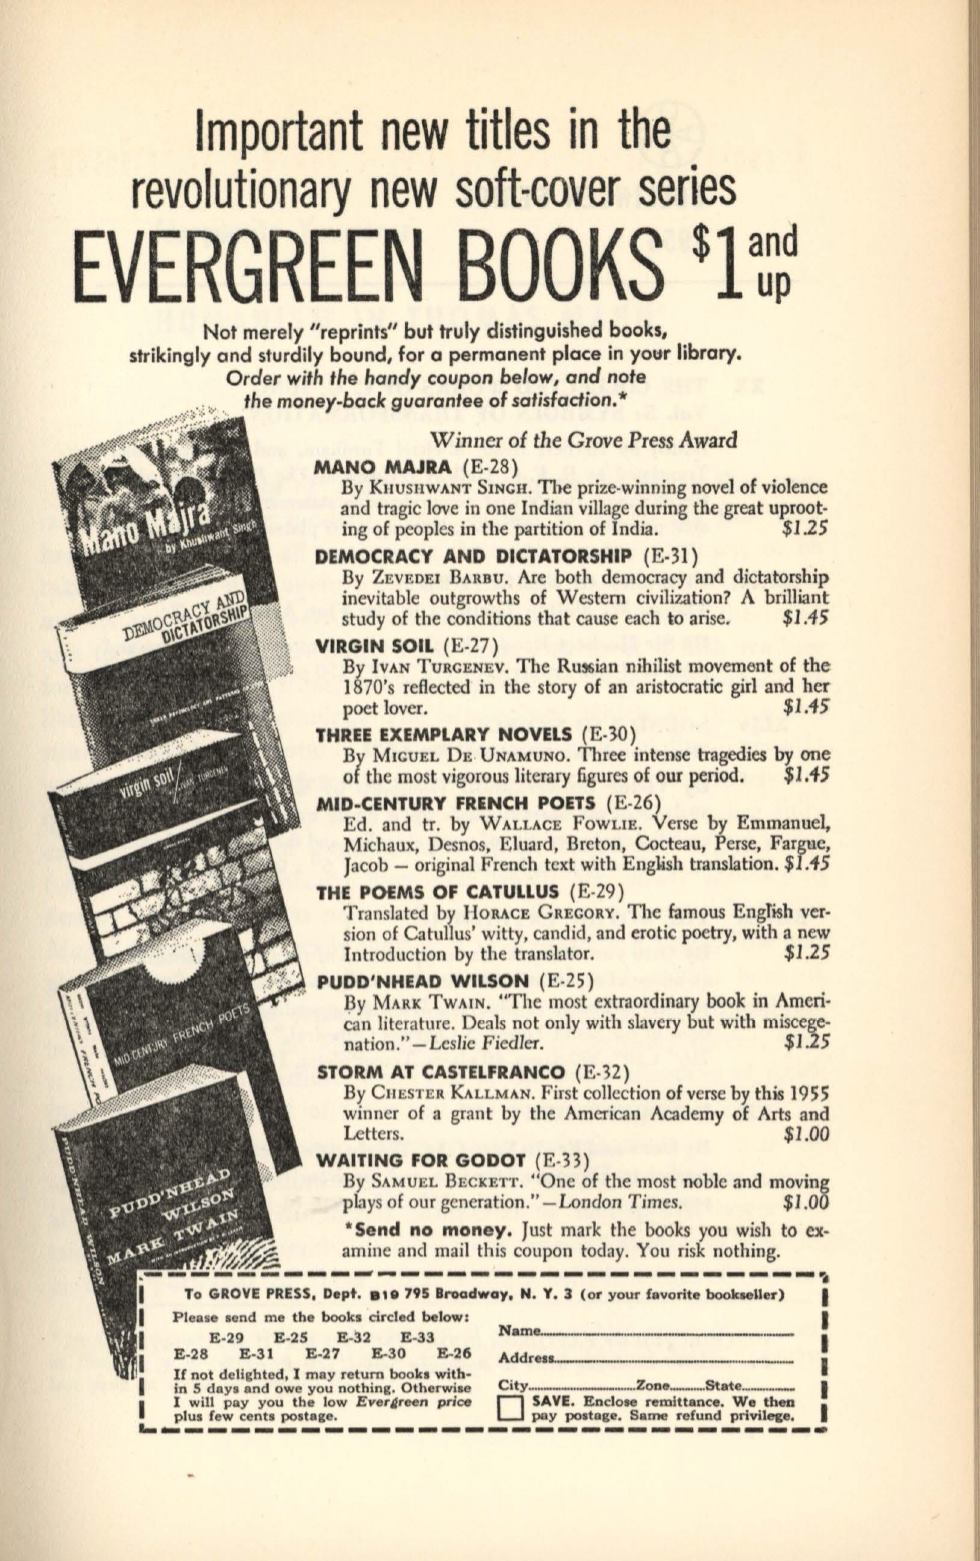 Important new titles in the
revolutionary new soft-cover series
EVERGREEN BOOKS $1 and up
Not merely "reprints" but truly distinguished books,
strikingly and sturdily bound, for a permanent place in your library.
Order with the handy coupon below, and note
the money-back guarantee of satisfaction.*
Winner of the Grove Press Award
MANO MAJRA (E-28)
By KHUSHWANT SINGH. The prize-winning novel of violence
and tragic love in one Indian village during the great uproot-
ing of peoples in the partition of India. $1.25
DEMOCRACY AND DICTATORSHIP (E-31)
By ZEVEDEI BARBU. Are both democracy and dictatorship
inevitable outgrowths of Western civilization? A brilliant
study of the conditions that cause each to arise. $1.45
VIRGIN SOIL (E-27)
By IVAN TURGENEV. The Russian nihilist movement of the
1870's reflected in the story of an aristocratic girl and her
poet lover. $1.45
THREE EXEMPLARY NOVELS (E-30)
By MIGUEL DE UNAMUNO. Three intense tragedies by one
of the most vigorous literary figures of our period. $1.45
MID-CENTURY FRENCH POETS (E-26)
Ed. and tr. by WALLACE FOWLIE. Verse by Emmanuel,
Michaux, Desnos, Eluard, Breton, Cocteau, Perse, Fargue,
Jacob — original French text with English translation. $1.45
THE POEMS OF CATULLUS (E-29)
Translated by HORACE GREGORY. The famous English ver-
sion of Catullus' witty, candid, and erotic poetry, with a new
Introduction by the translator. $1.25
PUDD'NHEAD WILSON (E-25)
By MARK TWAIN. "The most extraordinary book in Ameri-
can literature. Deals not only with slavery but with miscege-
nation."—Leslie Fiedler. $1.25
STORM AT CASTELFRANCO (E-32)
By CHESTER KALLMAN. First collection of verse by this 1955
winner of a grant by the American Academy of Arts and
Letters. $1.00
WAITING FOR GODOT (E-33)
By SAMUEL BECKETT. "One of the most noble and moving
plays of our generation."—London Times. $1.00
*Send no money. Just mark the books you wish to ex-
amine and mail this coupon today. You risk nothing.
Mano Majra
by Khushwant Singh
DEMOCRACY AND
DICTATORSHIP
virgin soil / IVAN TURGENEV
MID-CENTURY FRENCH POETS
PUDD'NHEAD WILSON
PUDD'NHEAD
WILSON
MARK TWAIN
To GROVE PRESS, Dept. B19 795 Broadway, N. Y. 3 (or your favorite bookseller)
Please send me the books circled below:
E-29 E-25 E-32 E-33
E-28 E-31 E-27 E-30 E-26
If not delighted, I may return books with-
in 5 days and owe you nothing. Otherwise
I will pay you the low Evergreen price
plus few cents postage.
Name
Address
City Zone State
SAVE. Enclose remittance. We then
pay postage. Same refund privilege.